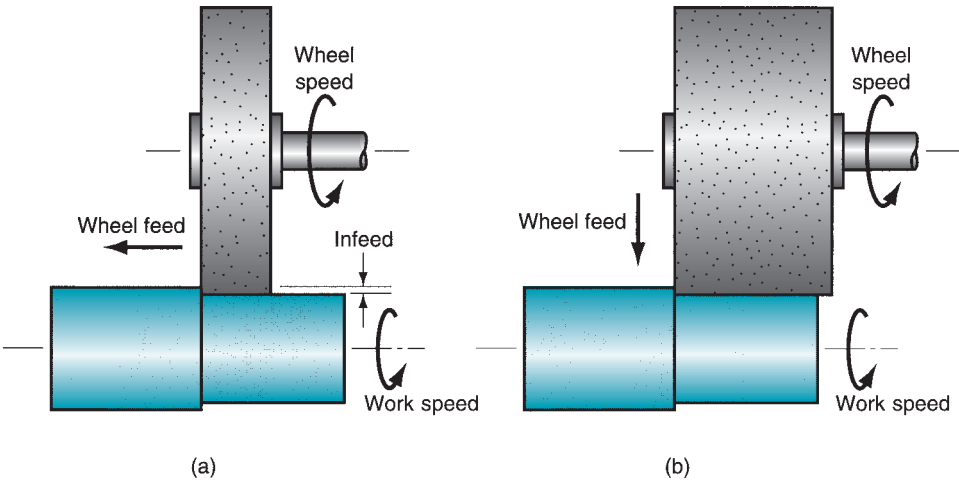 Wheel
speed
Wheel feed
Infeed
Work speed
(a)
Wheel
speed
Wheel feed
Work speed
(b)